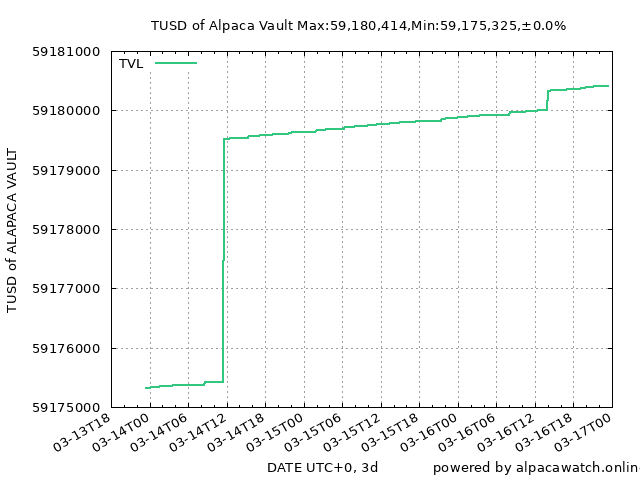 TUSD of Alpaca Vault Max:59,180,414,Min:59,175,325,±0.0%
TVL
59181000
59180000
59179000
59178000
59177000
59176000
59175000
TUSD of ALAPACA VAULT
03-13T18
03-14T00
03-14T06
03-14T12
03-14T18
03-15T00
03-15T06
03-15T12
03-15T18
03-16T00
03-16T06
03-16T12
03-16T18
03-17T00
DATE UTC+0, 3d
powered by alpacawatch.onlin